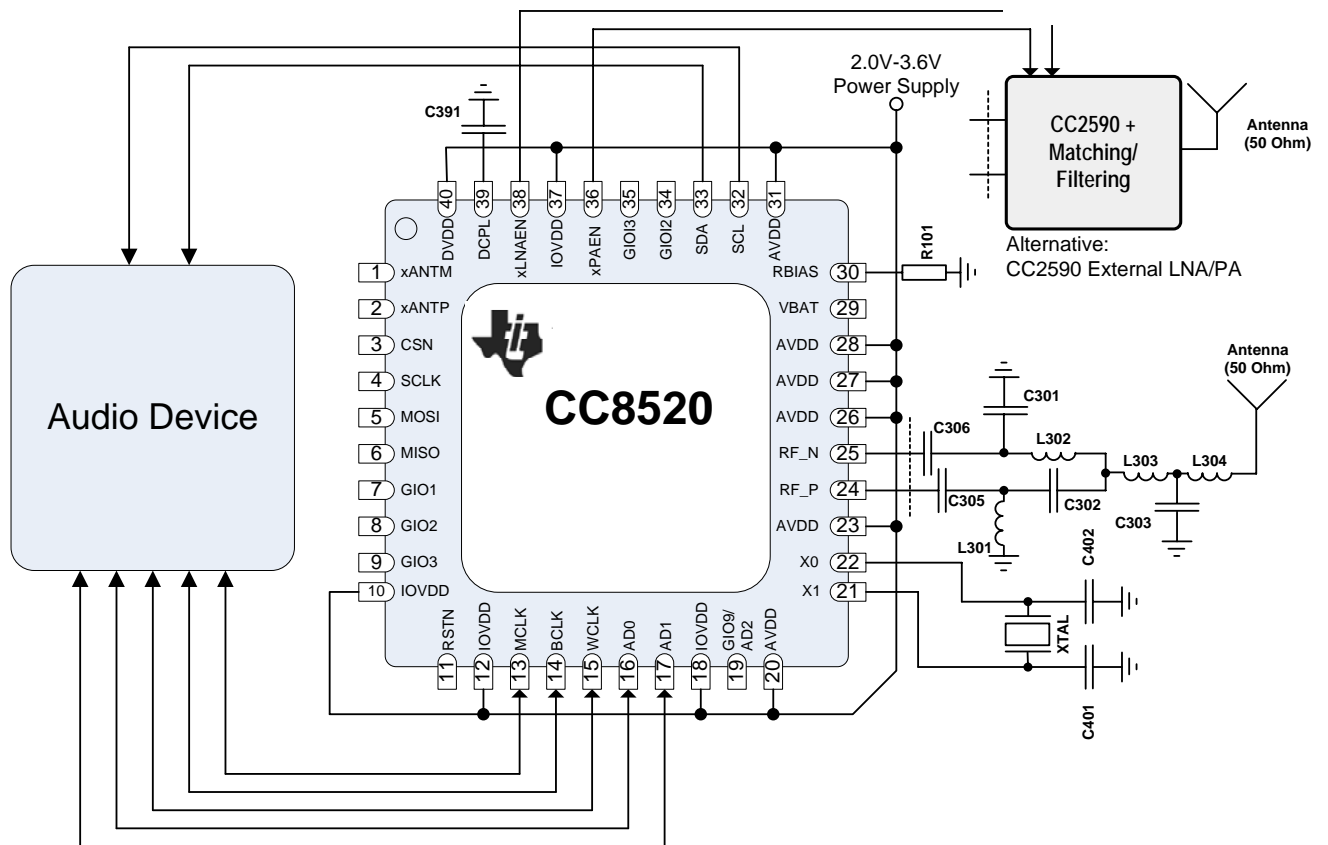 2.0V-3.6V
Power Supply
CC2590 +
Matching/
Filtering
Antenna
(50 Ohm)
Alternative:
CC2590 External LNA/PA
C391
40
39
38
37
36
35
34
33
32
31
DVDD
DCPL
xLNAEN
IOVDD
xPAEN
GIOI3
GIOI2
SDA
SCL
AVDD
R101
1 xANTM
2 xANTP
3 CSN
4 SCLK
5 MOSI
6 MISO
7 GIO1
8 GIO2
9 GIO3
10 IOVDD
Audio Device
ti
CC8520
RBIAS 30
VBAT 29
AVDD 28
AVDD 27
AVDD 26
RF_N 25
RF_P 24
AVDD 23
X0 22
X1 21
Antenna
(50 Ohm)
C301
C306
L302
L303
L304
C305
C302
C303
L301
C402
XTAL
C401
RSTN
IOVDD
MCLK
BCLK
WCLK
AD0
AD1
IOVDD
GIO9/
AD2
AVDD
11
12
13
14
15
16
17
18
19
20